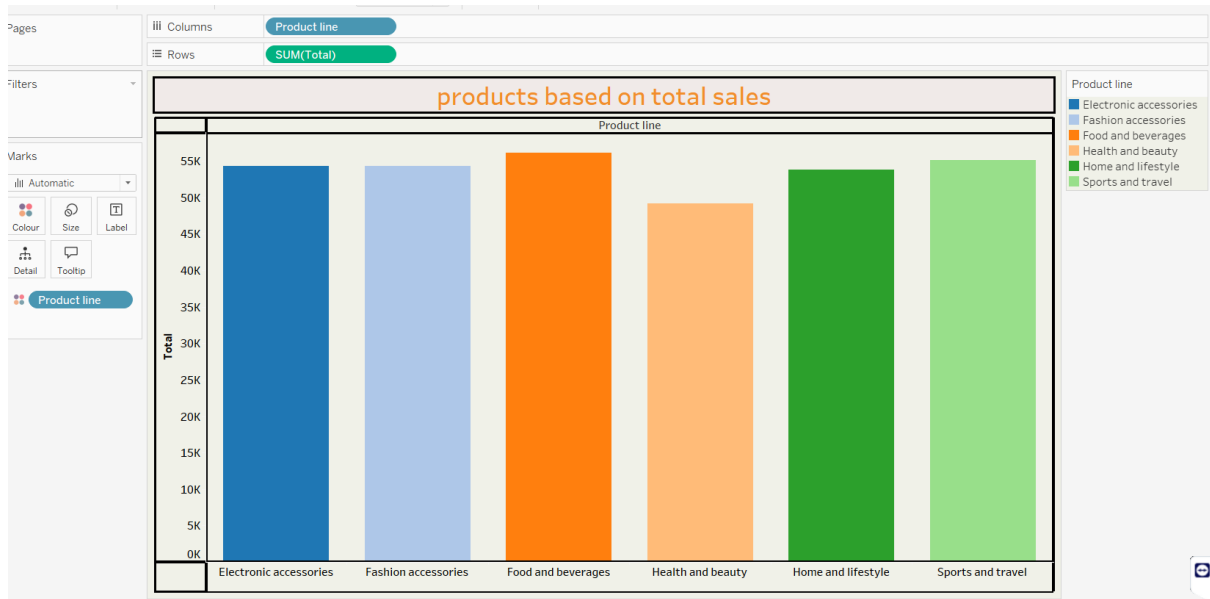 Pages
Columns
Product line
Rows
SUM(Total)
Filters
Marks
Automatic
Colour
Size
Label
Detail
Tooltip
Product line
products based on total sales
Product line
Total
55K
50K
45K
40K
35K
30K
25K
20K
15K
10K
5K
0K
Electronic accessories
Fashion accessories
Food and beverages
Health and beauty
Home and lifestyle
Sports and travel
Product line
Electronic accessories
Fashion accessories
Food and beverages
Health and beauty
Home and lifestyle
Sports and travel